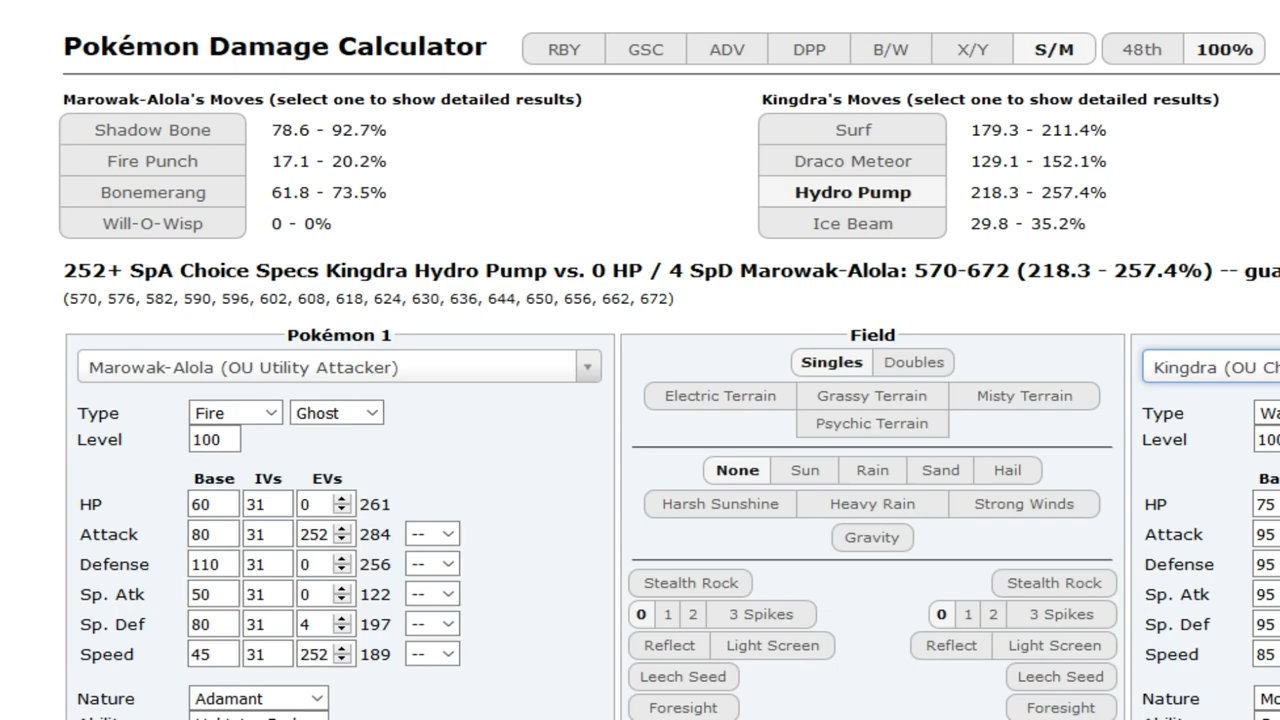 Pokémon Damage Calculator RBY GSC ADV DPP B/W X/Y S/M 48th 100%
Marowak-Alola's Moves (select one to show detailed results) Kingdra's Moves (select one to show detailed results)
Shadow Bone 78.6 - 92.7% Surf 179.3 - 211.4%
Fire Punch 17.1 - 20.2% Draco Meteor 129.1 - 152.1%
Bonemerang 61.8 - 73.5% Hydro Pump 218.3 - 257.4%
Will-O-Wisp 0 - 0% Ice Beam 29.8 - 35.2%
252+ SpA Choice Specs Kingdra Hydro Pump vs. 0 HP / 4 SpD Marowak-Alola: 570-672 (218.3 - 257.4%) -- gua
(570, 576, 582, 590, 596, 602, 608, 618, 624, 630, 636, 644, 650, 656, 662, 672)
Pokémon 1
Marowak-Alola (OU Utility Attacker)
Type Fire Ghost
Level 100
Base IVs EVs
HP 60 31 0 261
Attack 80 31 252 284 --
Defense 110 31 0 256 --
Sp. Atk 50 31 0 122 --
Sp. Def 80 31 4 197 --
Speed 45 31 252 189 --
Nature Adamant
Field
Singles Doubles
Electric Terrain Grassy Terrain Misty Terrain
Psychic Terrain
None Sun Rain Sand Hail
Harsh Sunshine Heavy Rain Strong Winds
Gravity
Stealth Rock Stealth Rock
0 1 2 3 Spikes 0 1 2 3 Spikes
Reflect Light Screen Reflect Light Screen
Leech Seed Leech Seed
Foresight Foresight
Kingdra (OU Ch
Type Wa
Level 100
Ba
HP 75
Attack 95
Defense 95
Sp. Atk 95
Sp. Def 95
Speed 85
Nature Mo